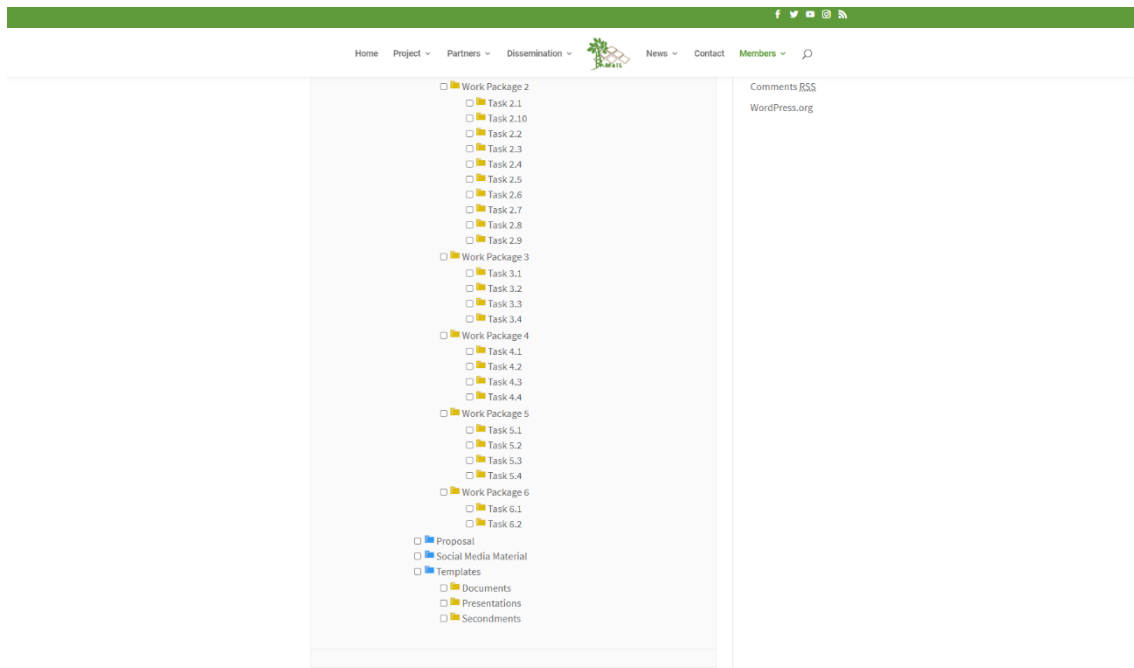 Home Project Partners Dissemination MAIL News Contact Members
Work Package 2
Task 2.1
Task 2.10
Task 2.2
Task 2.3
Task 2.4
Task 2.5
Task 2.6
Task 2.7
Task 2.8
Task 2.9
Work Package 3
Task 3.1
Task 3.2
Task 3.3
Task 3.4
Work Package 4
Task 4.1
Task 4.2
Task 4.3
Task 4.4
Work Package 5
Task 5.1
Task 5.2
Task 5.3
Task 5.4
Work Package 6
Task 6.1
Task 6.2
Proposal
Social Media Material
Templates
Documents
Presentations
Secondments
Comments RSS
WordPress.org